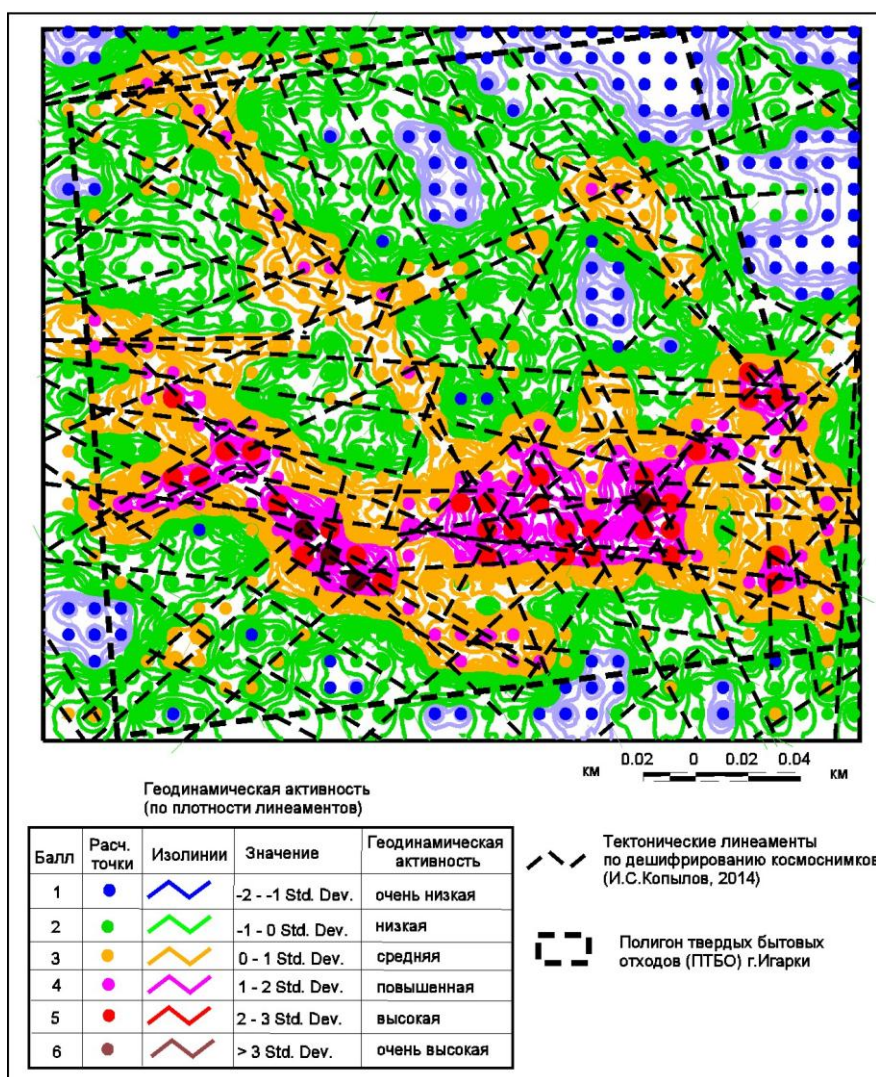 0.02 0 0.02 0.04
км км
Геодинамическая активность
(по плотности линеаментов)
Балл Расч. точки Изолинии Значение Геодинамическая активность
1 -2 - -1 Std. Dev. очень низкая
2 -1 - 0 Std. Dev. низкая
3 0 - 1 Std. Dev. средняя
4 1 - 2 Std. Dev. повышенная
5 2 - 3 Std. Dev. высокая
6 > 3 Std. Dev. очень высокая
Тектонические линеаменты
по дешифрированию космоснимков
(И.С.Копылов, 2014)
Полигон твердых бытовых
отходов (ПТБО) г.Игарки